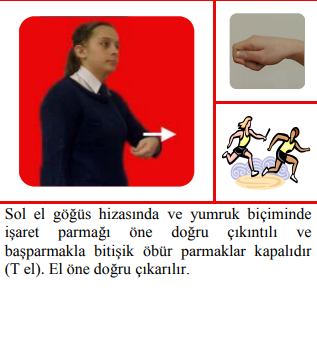 Sol el göğüs hizasında ve yumruk biçiminde
işaret parmağı öne doğru çıkıntılı ve
başparmakla bitişik öbür parmaklar kapalıdır
(T el). El öne doğru çıkarılır.